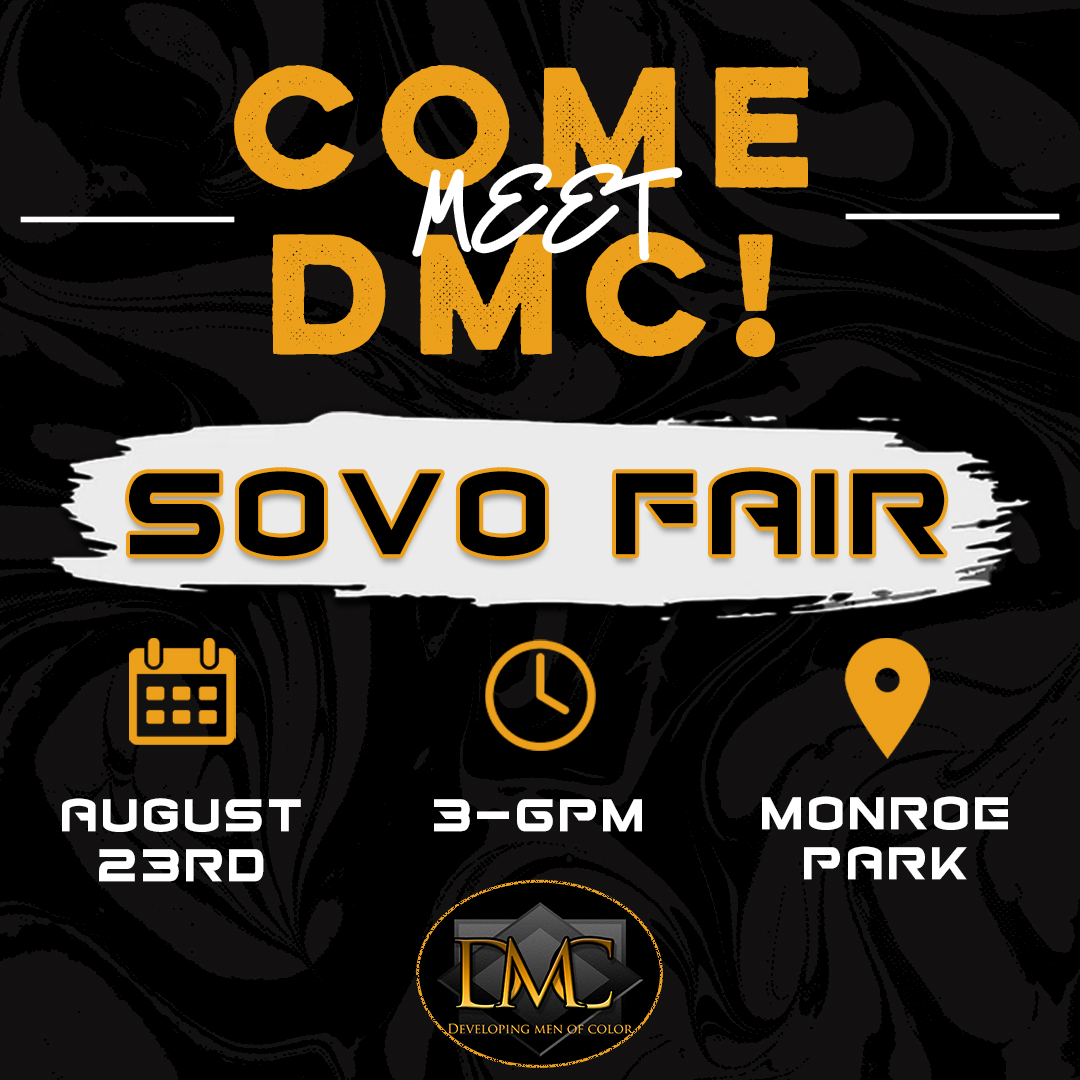 COME
MEET
DMC!
SOVO FAIR
AUGUST
23RD
3-6PM
MONROE
PARK
DMC
DEVELOPING MEN OF COLOR